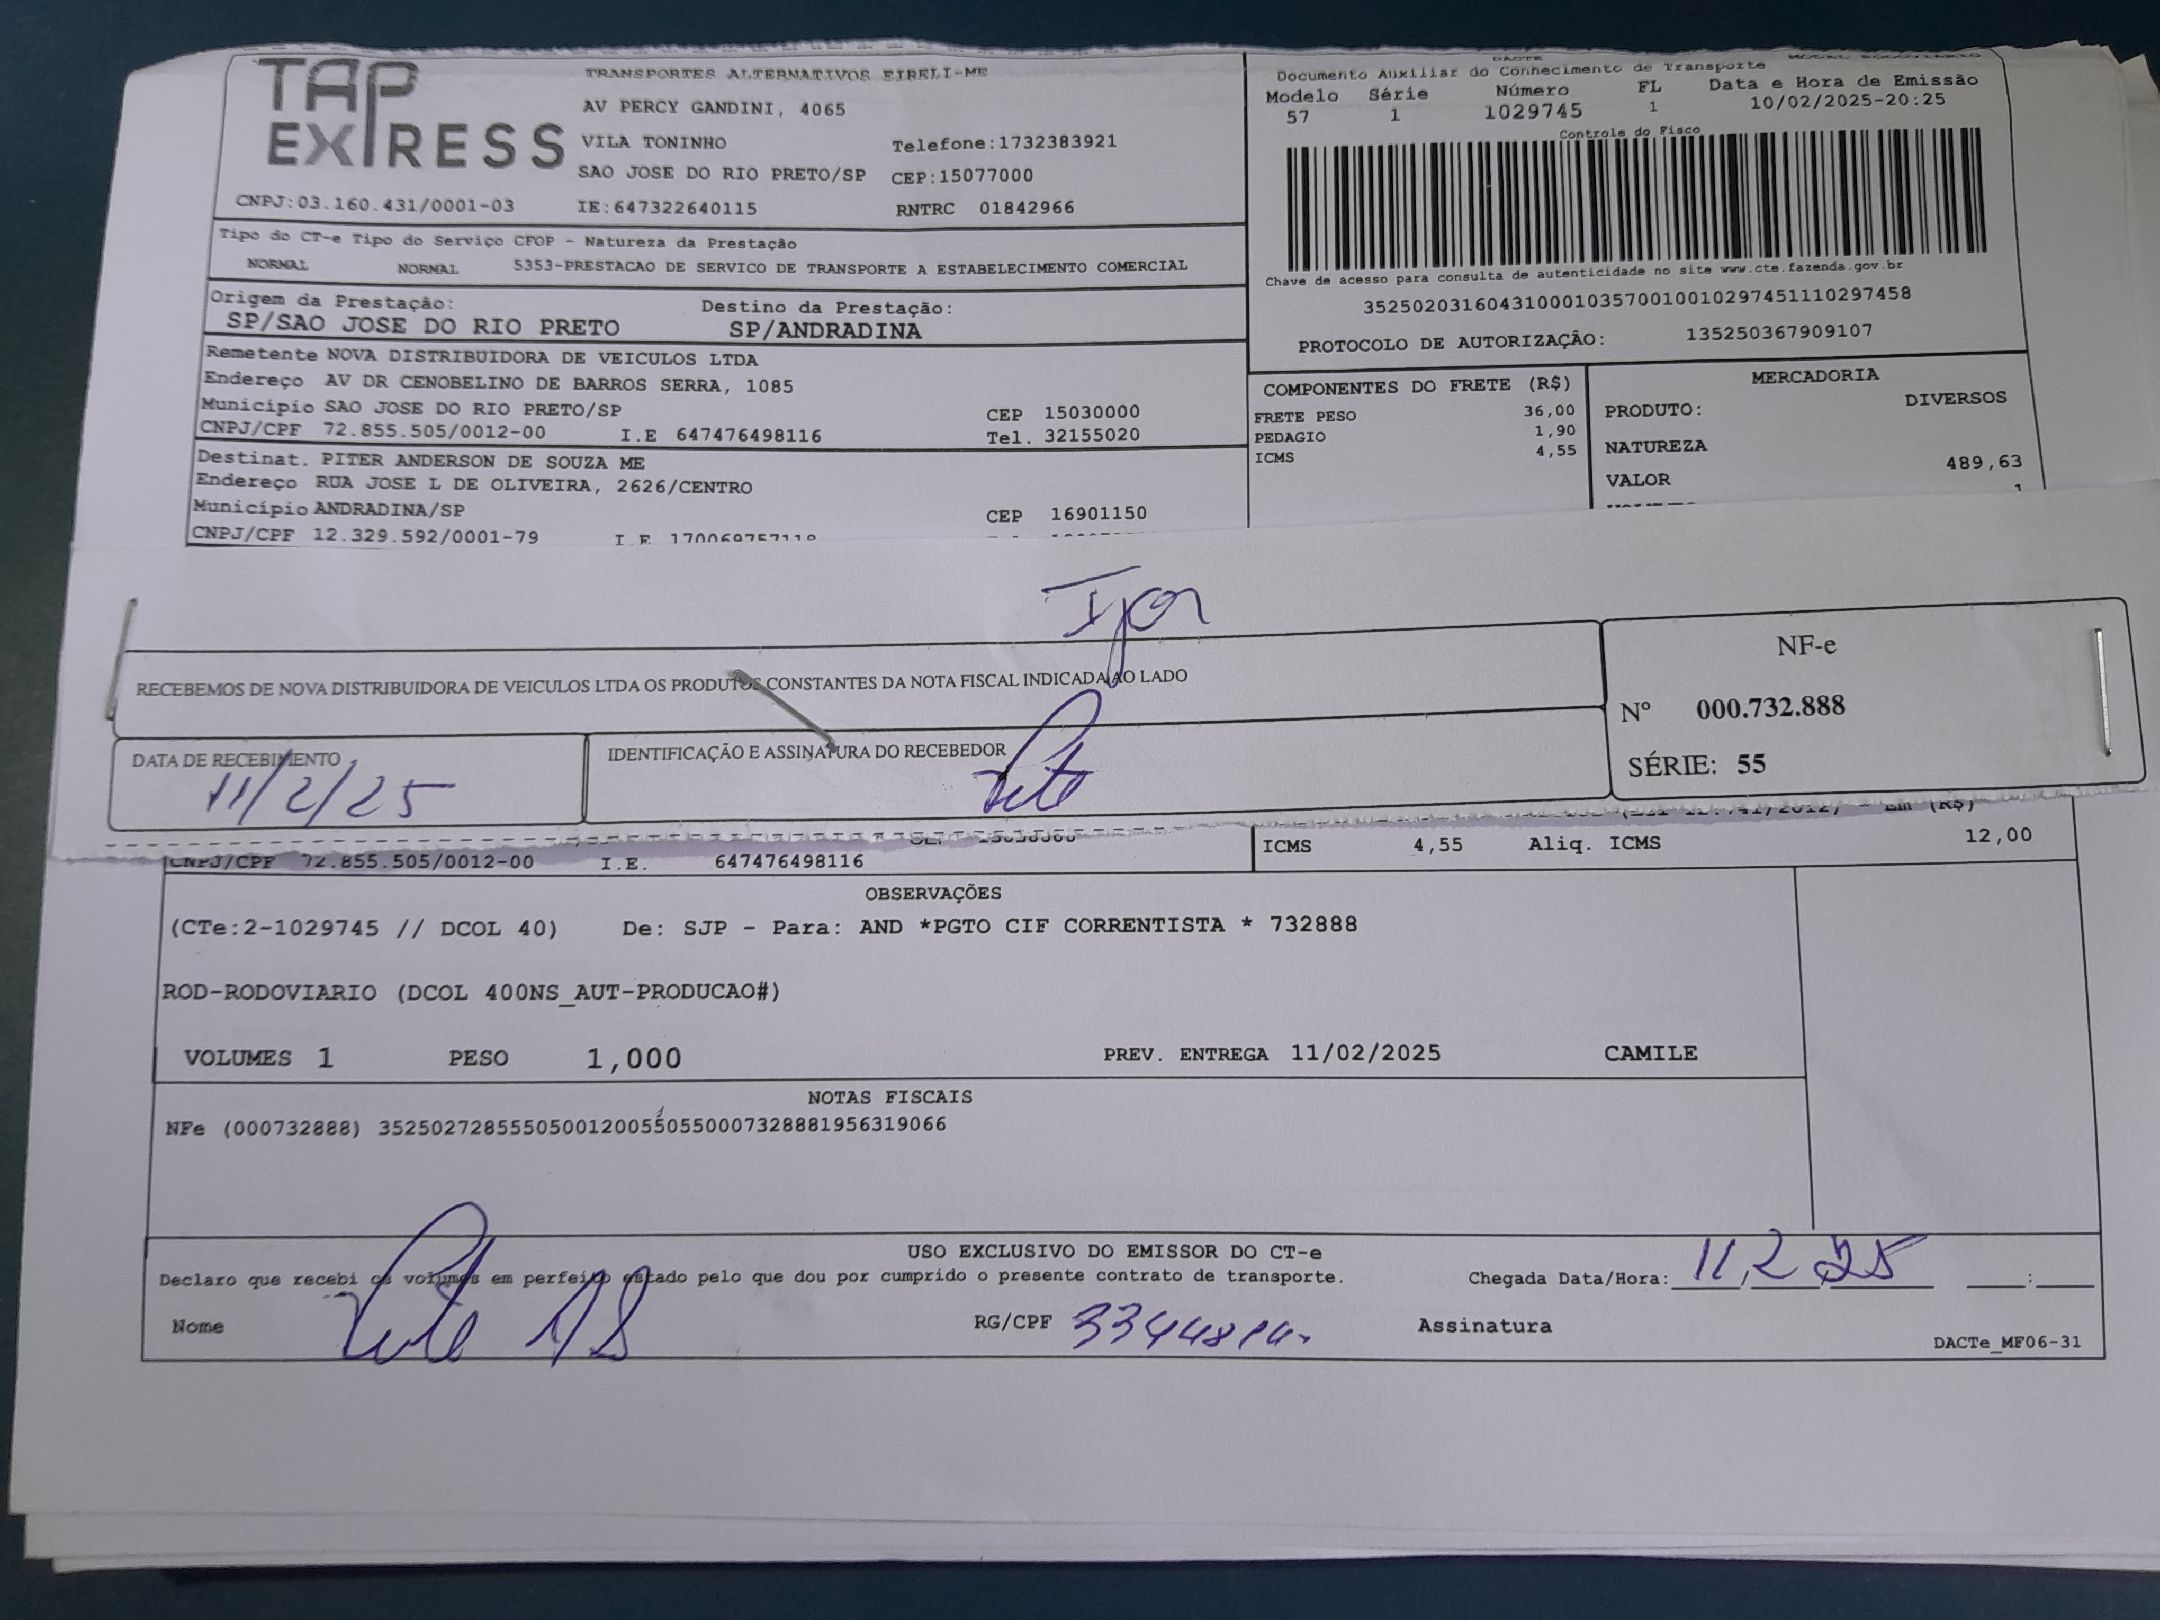 TAP EXPRESS
TRANSPORTES ALTERNATIVOS EIRELI-ME
AV PERCY GANDINI, 4065
VILA TONINHO Telefone:1732383921
SAO JOSE DO RIO PRETO/SP CEP:15077000
CNPJ:03.160.431/0001-03 IE:647322640115 RNTRC 01842966
Tipo do CT-e Tipo do Serviço CFOP - Natureza da Prestação
NORMAL NORMAL 5353-PRESTACAO DE SERVICO DE TRANSPORTE A ESTABELECIMENTO COMERCIAL
Origem da Prestação: Destino da Prestação:
SP/SAO JOSE DO RIO PRETO SP/ANDRADINA
Remetente NOVA DISTRIBUIDORA DE VEICULOS LTDA
Endereço AV DR CENOBELINO DE BARROS SERRA, 1085
Município SAO JOSE DO RIO PRETO/SP CEP 15030000
CNPJ/CPF 72.855.505/0012-00 I.E 647476498116 Tel. 32155020
Destinat. PITER ANDERSON DE SOUZA ME
Endereço RUA JOSE L DE OLIVEIRA, 2626/CENTRO
Município ANDRADINA/SP CEP 16901150
CNPJ/CPF 12.329.592/0001-79 I.E 170069757118
DACTE
Documento Auxiliar do Conhecimento de Transporte
Modelo Série Número FL Data e Hora de Emissão
57 1 1029745 1 10/02/2025-20:25
Controle do Fisco
Chave de acesso para consulta de autenticidade no site www.cte.fazenda.gov.br
35250203160431000103570010010297451110297458
PROTOCOLO DE AUTORIZAÇÃO: 135250367909107
COMPONENTES DO FRETE (R$)
FRETE PESO 36,00
PEDAGIO 1,90
ICMS 4,55
MERCADORIA
PRODUTO: DIVERSOS
NATUREZA
VALOR 489,63
1
Igor
RECEBEMOS DE NOVA DISTRIBUIDORA DE VEICULOS LTDA OS PRODUTOS CONSTANTES DA NOTA FISCAL INDICADA AO LADO
DATA DE RECEBIMENTO
11/2/25
IDENTIFICAÇÃO E ASSINATURA DO RECEBEDOR
NF-e
Nº 000.732.888
SÉRIE: 55
Em (R$)
CNPJ/CPF 72.855.505/0012-00 I.E. 647476498116
ICMS 4,55 Aliq. ICMS 12,00
OBSERVAÇÕES
(CTe:2-1029745 // DCOL 40) De: SJP - Para: AND *PGTO CIF CORRENTISTA * 732888
ROD-RODOVIARIO (DCOL 400NS_AUT-PRODUCAO#)
VOLUMES 1 PESO 1,000 PREV. ENTREGA 11/02/2025 CAMILE
NOTAS FISCAIS
NFe (000732888) 35250272855505001200550550007328881956319066
USO EXCLUSIVO DO EMISSOR DO CT-e
Declaro que recebi os volumes em perfeito estado pelo que dou por cumprido o presente contrato de transporte. Chegada Data/Hora: 11/2/25 :
Nome RG/CPF Assinatura
DACTe_MF06-31